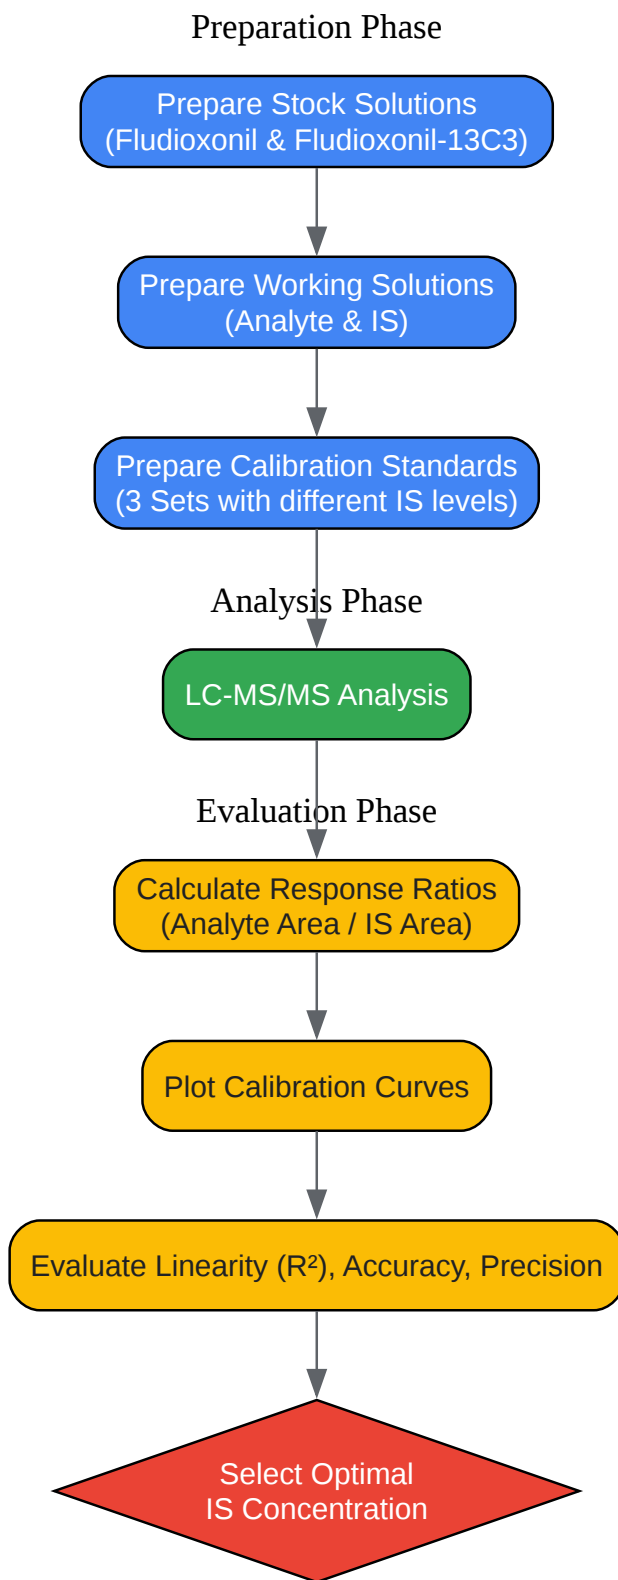 Preparation Phase
Prepare Stock Solutions
(Fludioxonil & Fludioxonil-13C3)
Prepare Working Solutions
(Analyte & IS)
Prepare Calibration Standards
(3 Sets with different IS levels)
Analysis Phase
LC-MS/MS Analysis
Evaluation Phase
Calculate Response Ratios
(Analyte Area / IS Area)
Plot Calibration Curves
Evaluate Linearity (R²), Accuracy, Precision
Select Optimal
IS Concentration